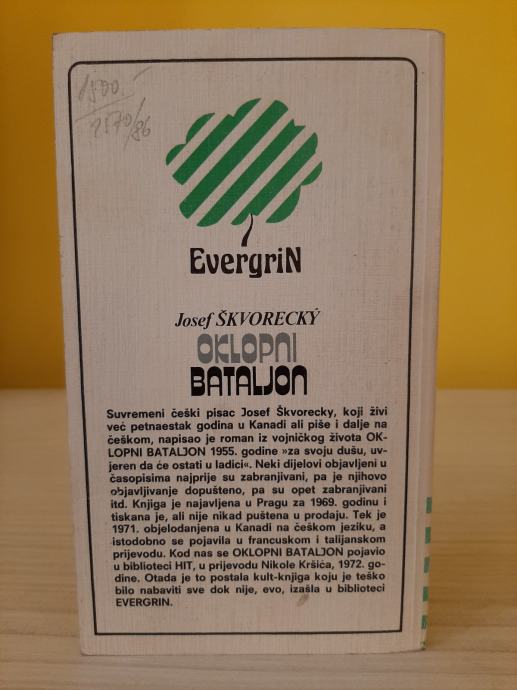 1500.-
2570/86
EvergriN
Josef ŠKVORECKÝ
OKLOPNI
BATALJON
Suvremeni češki pisac Josef Škvorecky, koji živi
već petnaestak godina u Kanadi ali piše i dalje na
češkom, napisao je roman iz vojničkog života OK-
LOPNI BATALJON 1955. godine »za svoju dušu, uv-
jeren da će ostati u ladici«. Neki dijelovi objavljeni u
časopisima najprije su zabranjivani, pa je njihovo
objavljivanje dopušteno, pa su opet zabranjivani
itd. Knjiga je najavljena u Pragu za 1969. godinu i
tiskana je, ali nije nikad puštena u prodaju. Tek je
1971. objelodanjena u Kanadi na češkom jeziku, a
istodobno se pojavila u francuskom i talijanskom
prijevodu. Kod nas se OKLOPNI BATALJON pojavio
u biblioteci HIT, u prijevodu Nikole Kršića, 1972. go-
dine. Otada je to postala kult-knjiga koju je teško
bilo nabaviti sve dok nije, evo, izašla u biblioteci
EVERGRIN.